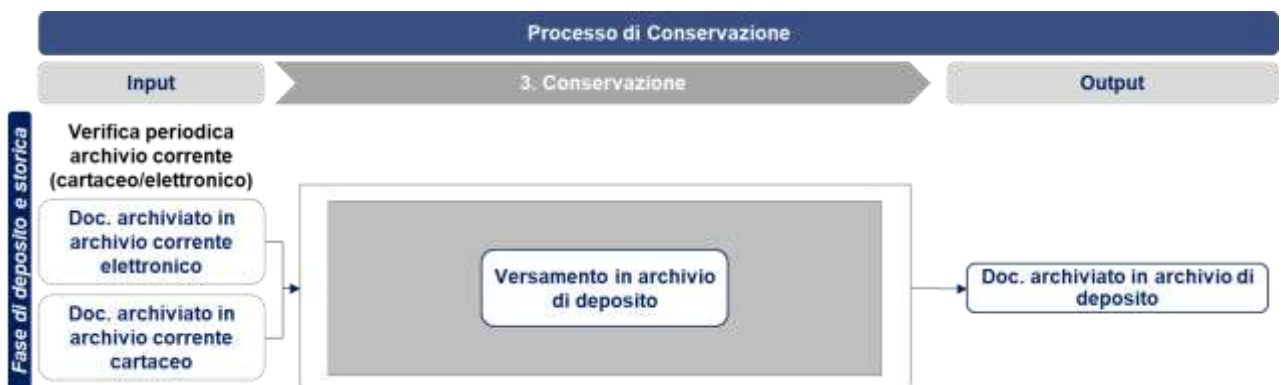 Processo di Conservazione
Input
3. Conservazione
Output
Fase di deposito e storica
Verifica periodica
archivio corrente
(cartaceo/elettronico)
Doc. archiviato in
archivio corrente
elettronico
Doc. archiviato in
archivio corrente
cartaceo
Versamento in archivio
di deposito
Doc. archiviato in archivio di
deposito